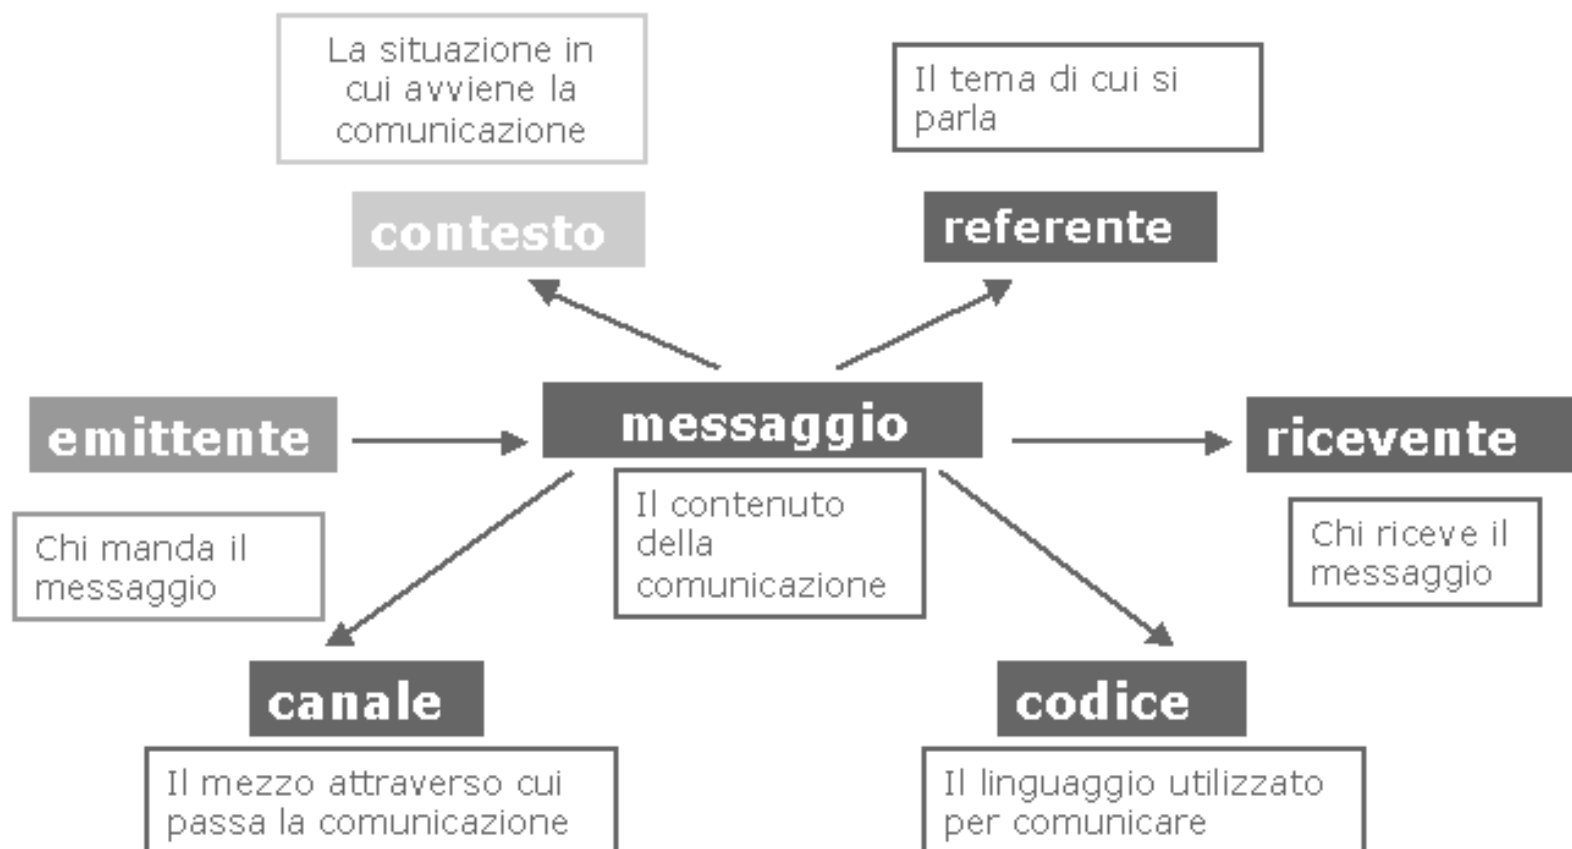 La situazione in
cui avviene la
comunicazione
Il tema di cui si
parla
contesto
referente
emittente
messaggio
ricevente
Chi manda il
messaggio
Il contenuto
della
comunicazione
Chi riceve il
messaggio
canale
codice
Il mezzo attraverso cui
passa la comunicazione
Il linguaggio utilizzato
per comunicare